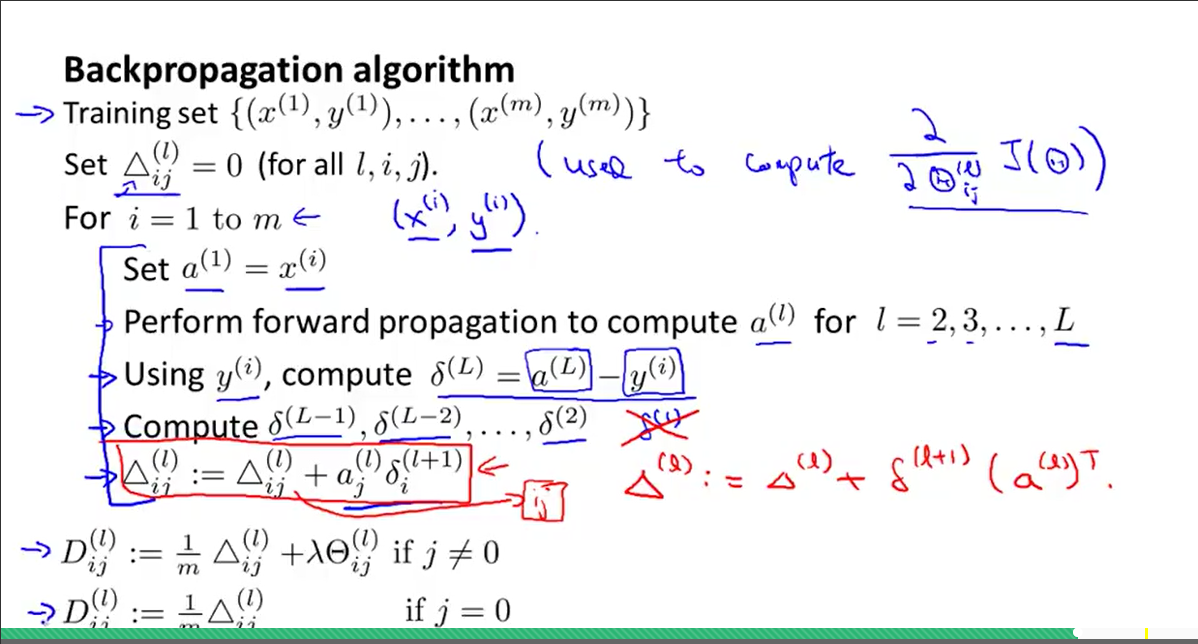 Backpropagation algorithm
→ Training set {(x^(1), y^(1)), …, (x^(m), y^(m))}
Set △_ij^(l) = 0 (for all l, i, j). (used to compute ∂/∂Θ_ij^(l) J(Θ))
For i = 1 to m ← (x^(i), y^(i)).
Set a^(1) = x^(i)
→ Perform forward propagation to compute a^(l) for l = 2, 3, …, L
→ Using y^(i), compute δ^(L) = a^(L) − y^(i)
→ Compute δ^(L−1), δ^(L−2), …, δ^(2) δ^(1)
→ △_ij^(l) := △_ij^(l) + a_j^(l) δ_i^(l+1) ← △^(l) := △^(l) + δ^(l+1) (a^(l))^T.
ij
→ D_ij^(l) := 1/m △_ij^(l) + λΘ_ij^(l) if j ≠ 0
→ D_ij^(l) := 1/m △_ij^(l) if j = 0